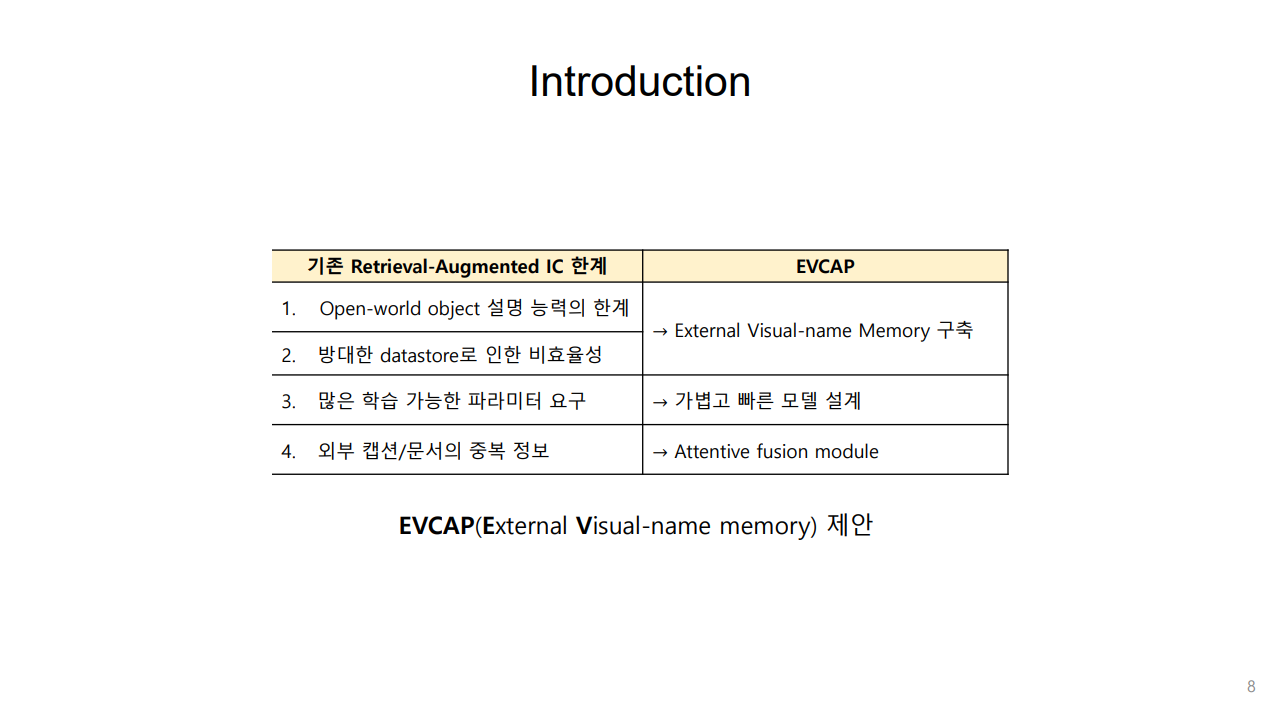 Introduction
기존 Retrieval-Augmented IC 한계
EVCAP
1. Open-world object 설명 능력의 한계
2. 방대한 datastore로 인한 비효율성
→ External Visual-name Memory 구축
3. 많은 학습 가능한 파라미터 요구
→ 가볍고 빠른 모델 설계
4. 외부 캡션/문서의 중복 정보
→ Attentive fusion module
EVCAP(External Visual-name memory) 제안
8